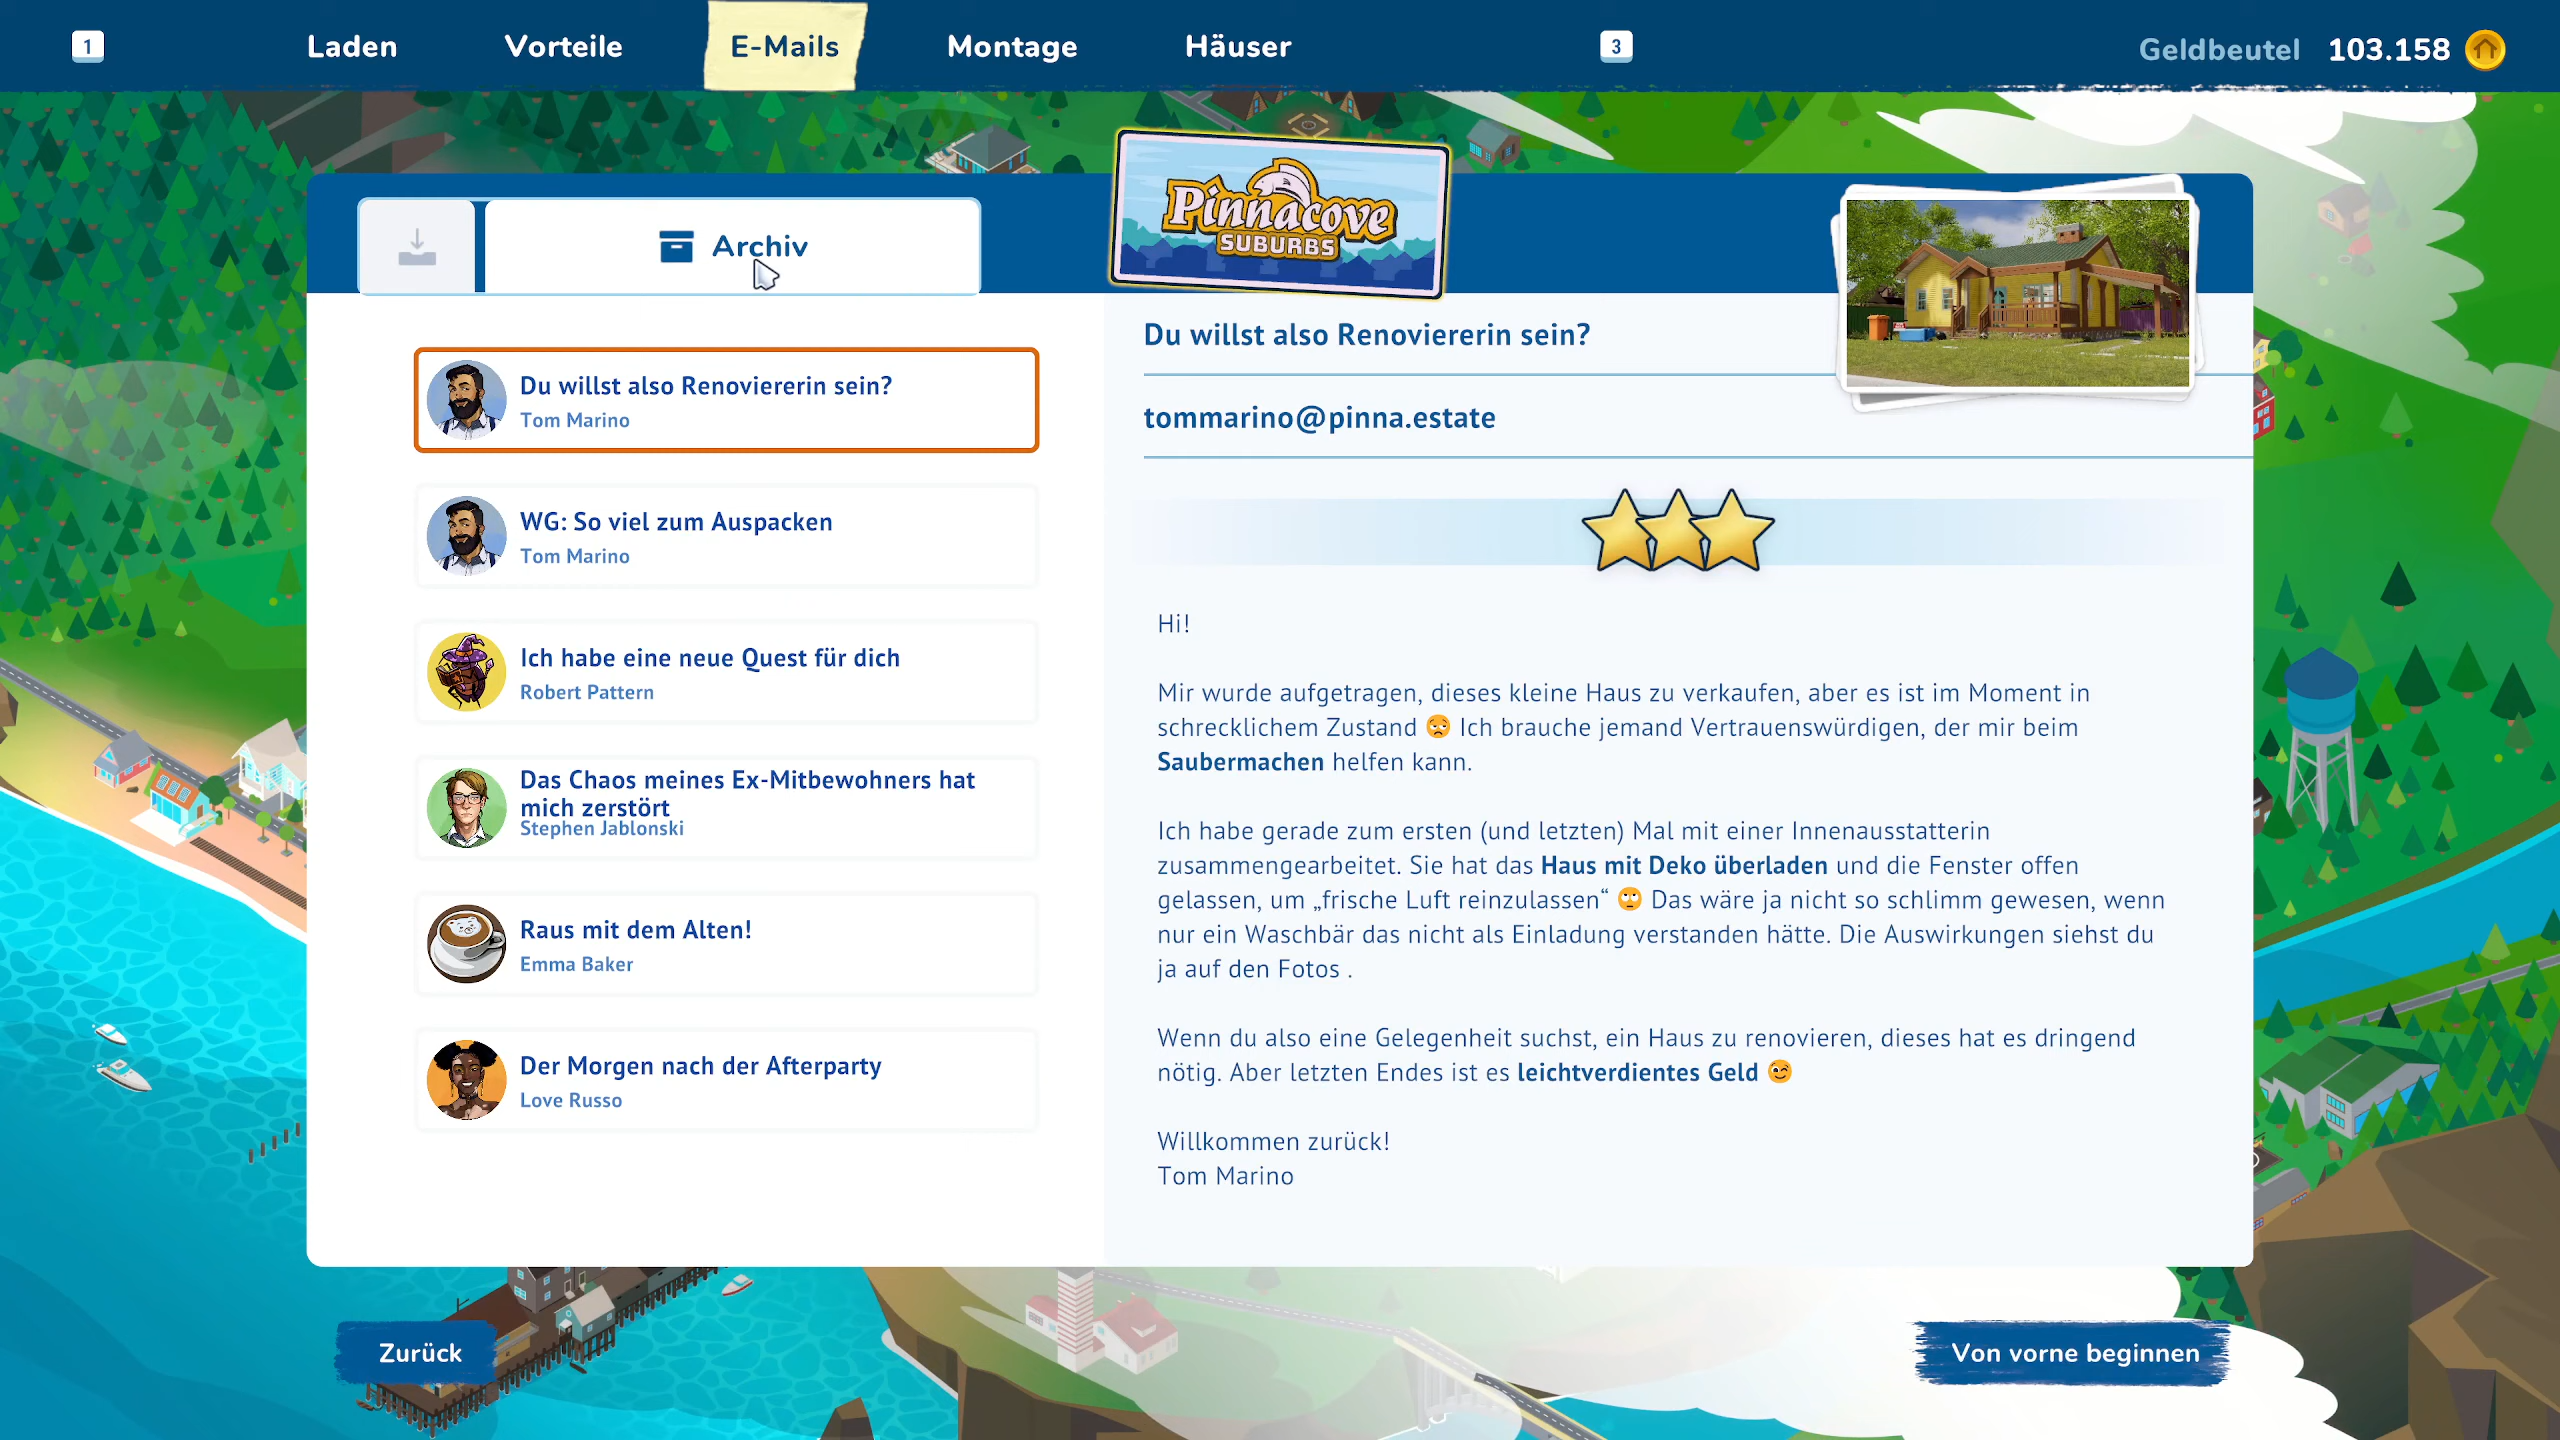 1
Laden
Vorteile
E-Mails
Montage
Häuser
3
Geldbeutel 103.158
Archiv
Pinnacove
SUBURBS
Du willst also Renoviererin sein?
Tom Marino
WG: So viel zum Auspacken
Tom Marino
Ich habe eine neue Quest für dich
Robert Pattern
Das Chaos meines Ex-Mitbewohners hat
mich zerstört
Stephen Jablonski
Raus mit dem Alten!
Emma Baker
Der Morgen nach der Afterparty
Love Russo
Du willst also Renoviererin sein?
tommarino@pinna.estate
Hi!
Mir wurde aufgetragen, dieses kleine Haus zu verkaufen, aber es ist im Moment in
schrecklichem Zustand 😟 Ich brauche jemand Vertrauenswürdigen, der mir beim
Saubermachen helfen kann.
Ich habe gerade zum ersten (und letzten) Mal mit einer Innenausstatterin
zusammengearbeitet. Sie hat das Haus mit Deko überladen und die Fenster offen
gelassen, um „frische Luft reinzulassen“ 🙄 Das wäre ja nicht so schlimm gewesen, wenn
nur ein Waschbär das nicht als Einladung verstanden hätte. Die Auswirkungen siehst du
ja auf den Fotos .
Wenn du also eine Gelegenheit suchst, ein Haus zu renovieren, dieses hat es dringend
nötig. Aber letzten Endes ist es leichtverdientes Geld 😉
Willkommen zurück!
Tom Marino
Zurück
Von vorne beginnen